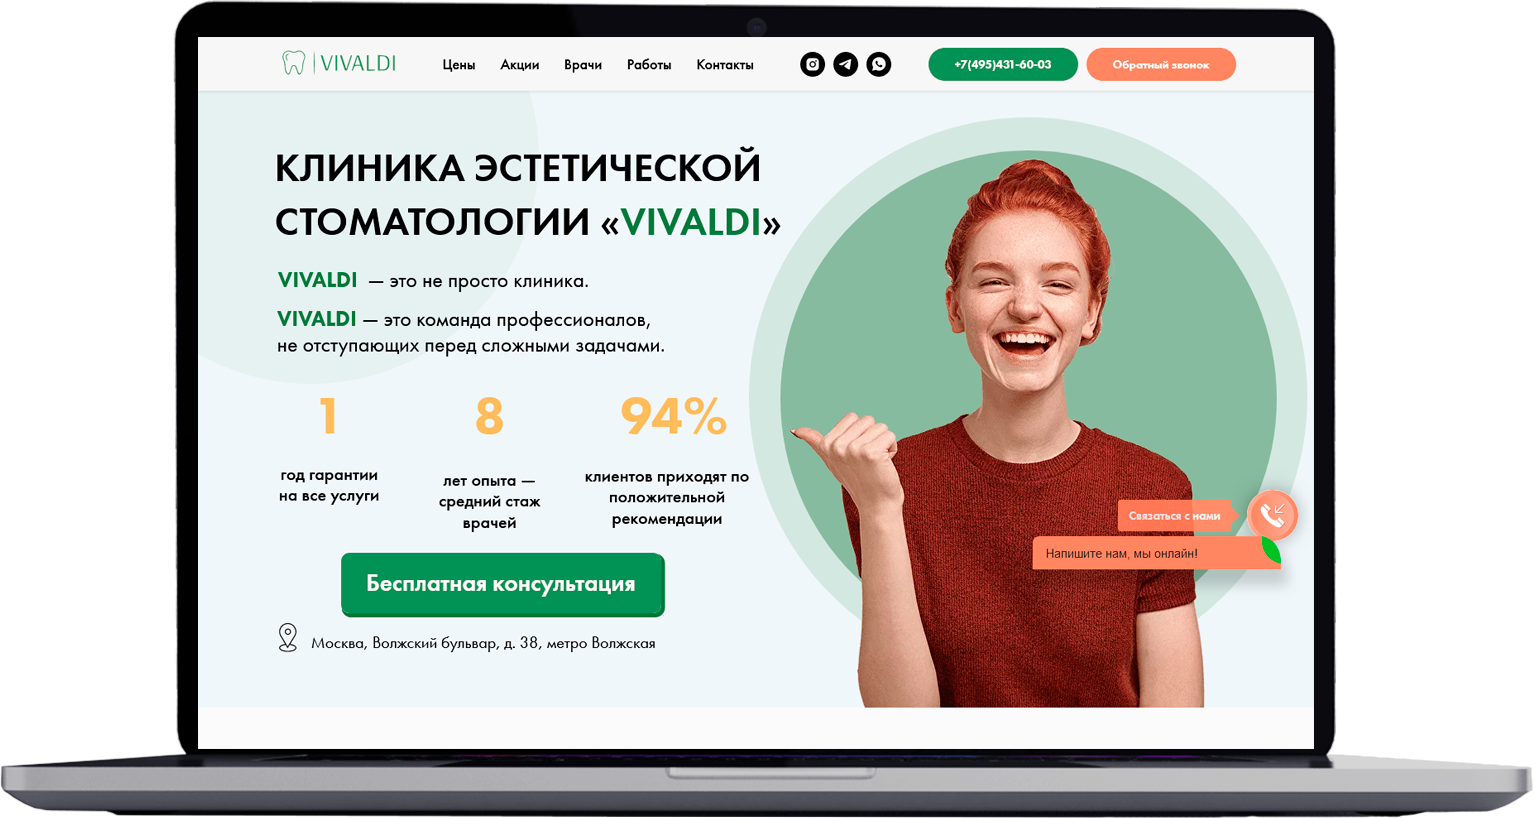 VIVALDI
Цены Акции Врачи Работы Контакты
+7(495)431-60-03
Обратный звонок
КЛИНИКА ЭСТЕТИЧЕСКОЙ
СТОМАТОЛОГИИ «VIVALDI»
VIVALDI — это не просто клиника.
VIVALDI — это команда профессионалов,
не отступающих перед сложными задачами.
1
год гарантии
на все услуги
8
лет опыта —
средний стаж
врачей
94%
клиентов приходят по
положительной
рекомендации
Связаться с нами
Напишите нам, мы онлайн!
Бесплатная консультация
Москва, Волжский бульвар, д. 38, метро Волжская